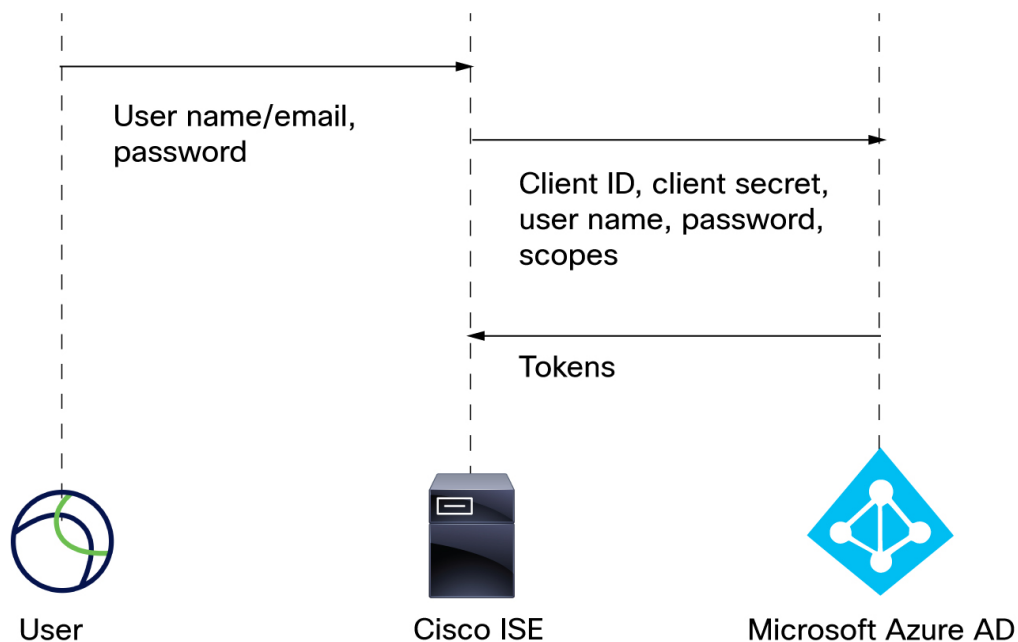 User name/email,
password
Client ID, client secret,
user name, password,
scopes
Tokens
User
Cisco ISE
Microsoft Azure AD